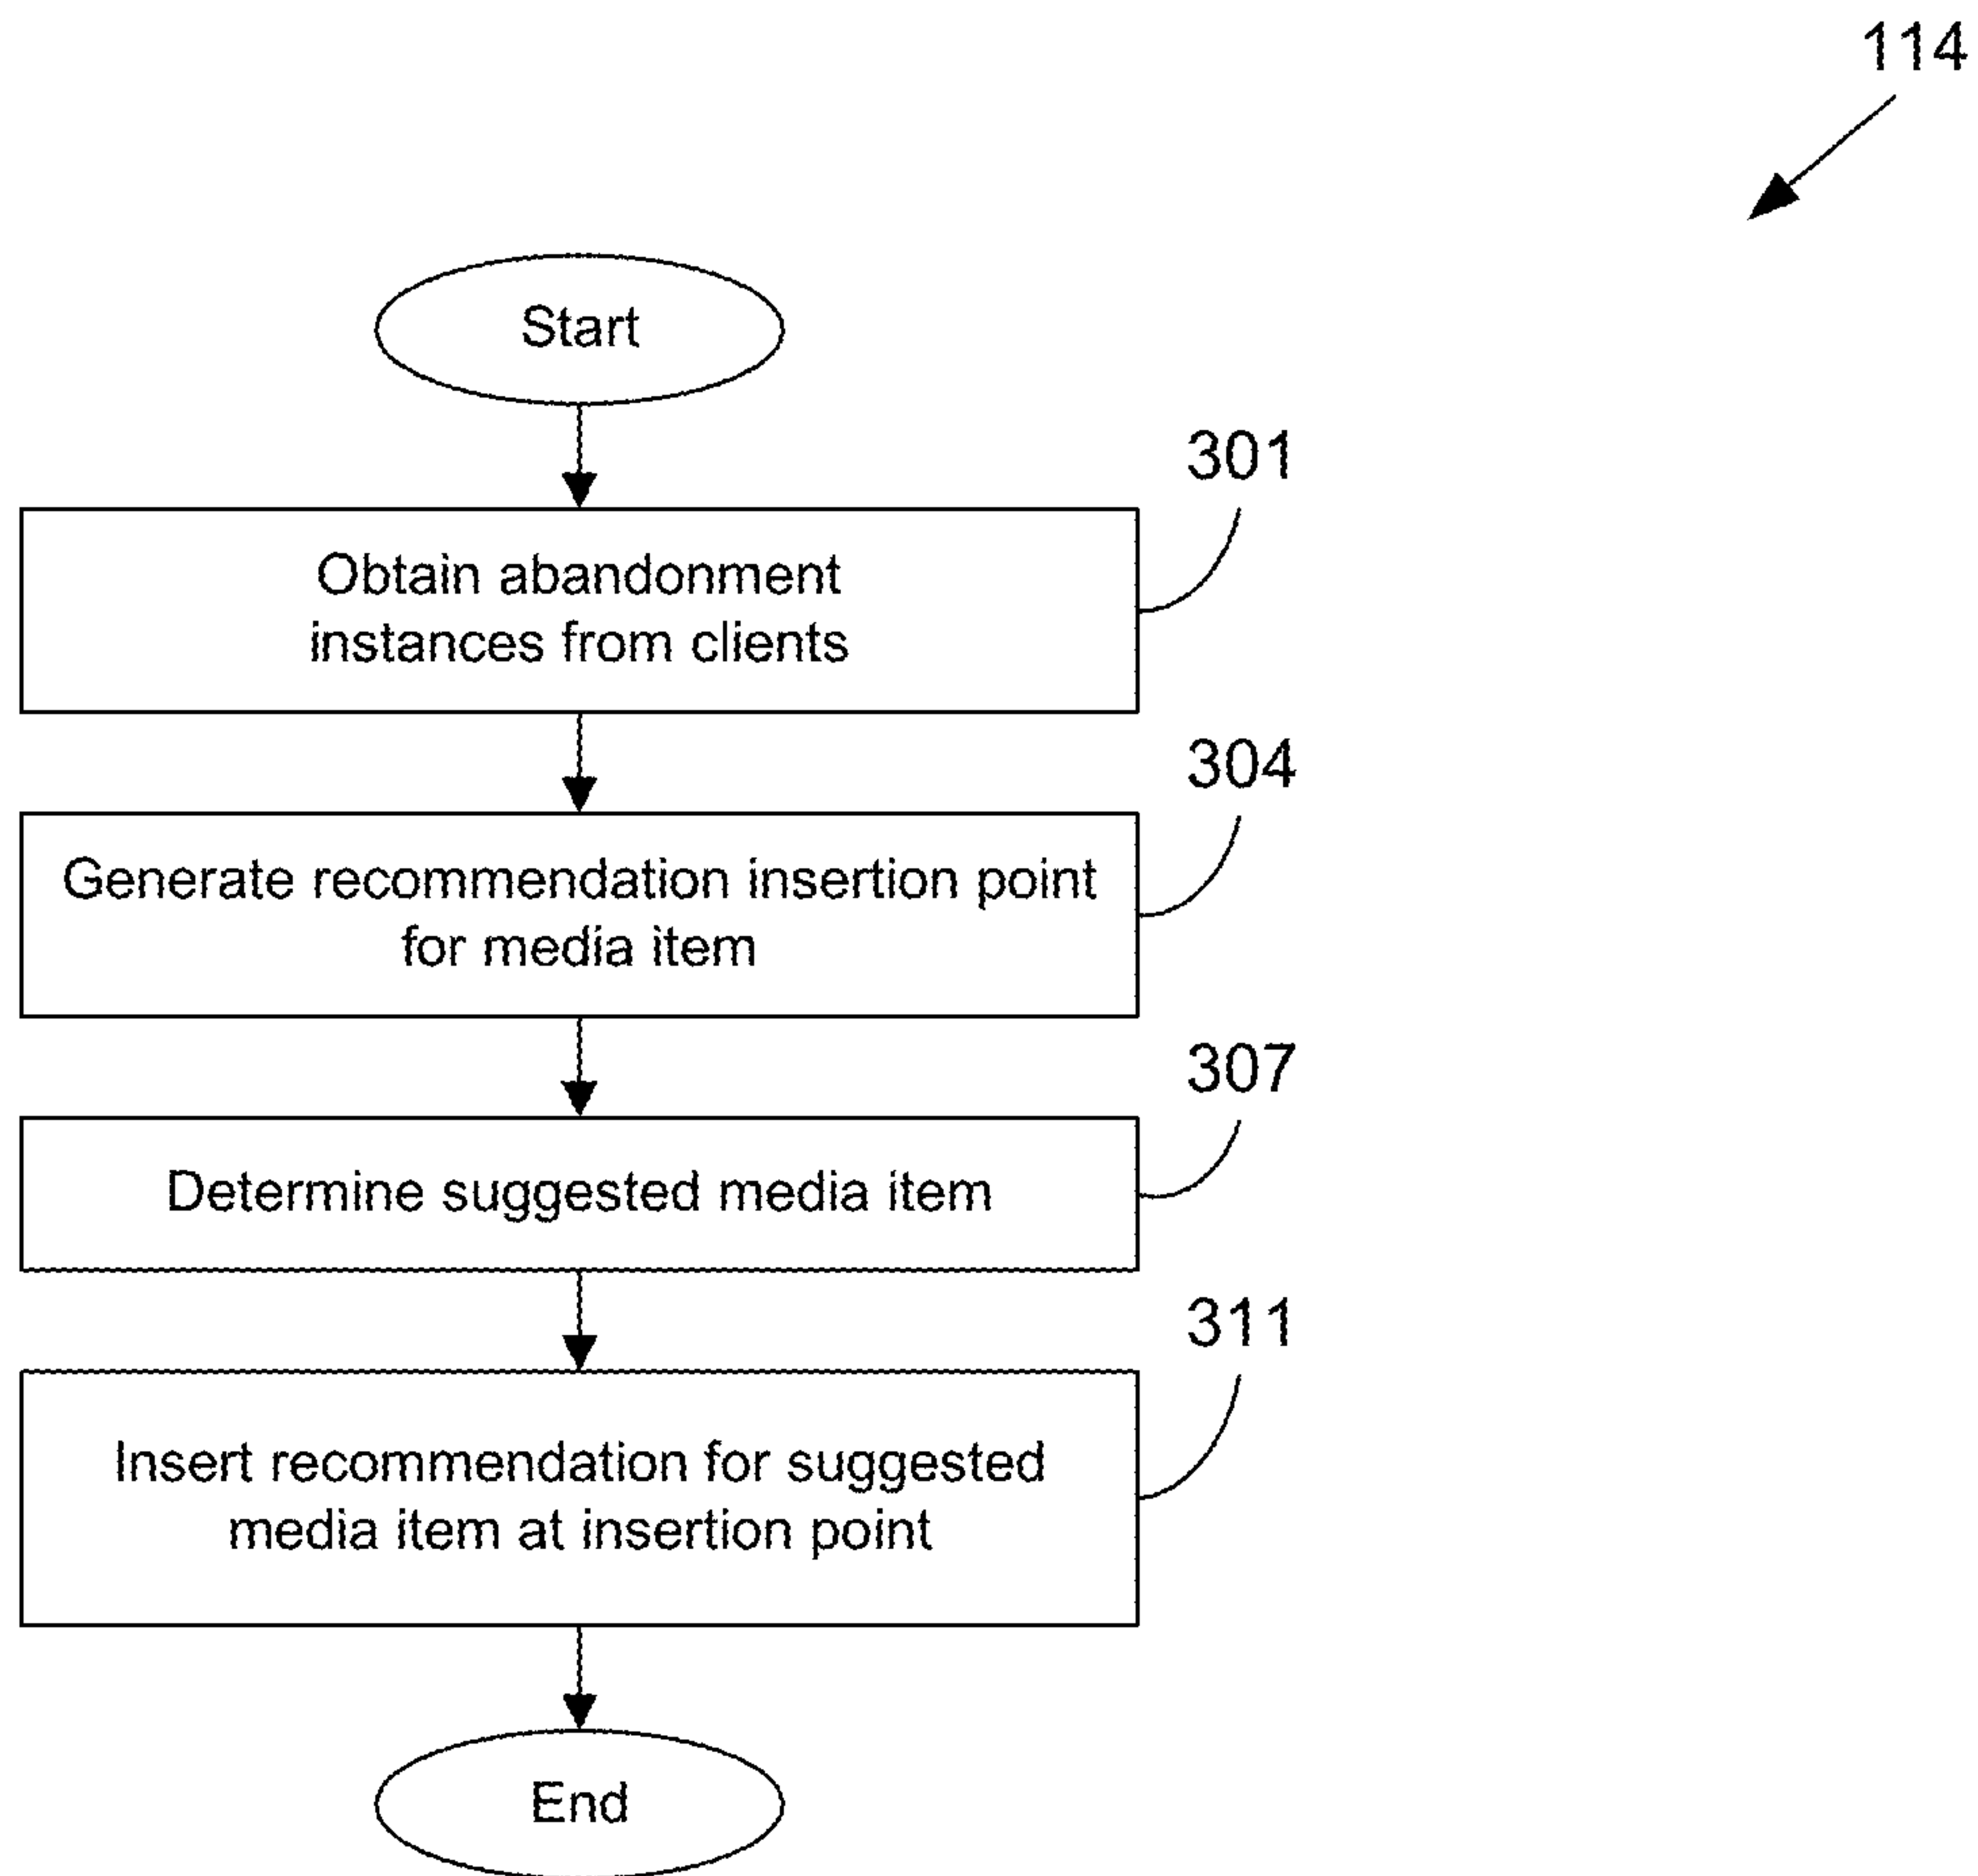 114
Start
301
Obtain abandonment
instances from clients
304
Generate recommendation insertion point
for media item
307
Determine suggested media item
311
Insert recommendation for suggested
media item at insertion point
End